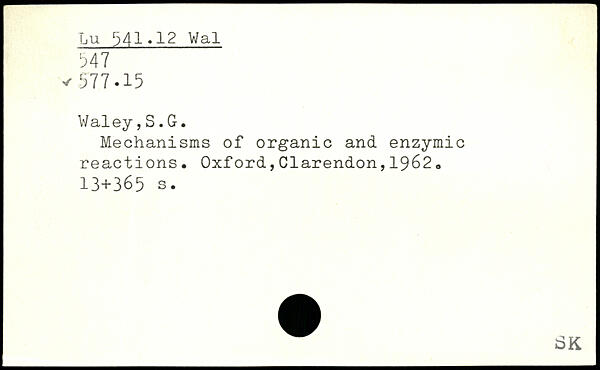 Lu 541.12 Wal
547
✓ 577.15
Waley,S.G.
Mechanisms of organic and enzymic
reactions. Oxford,Clarendon,1962.
13+365 s.
SK